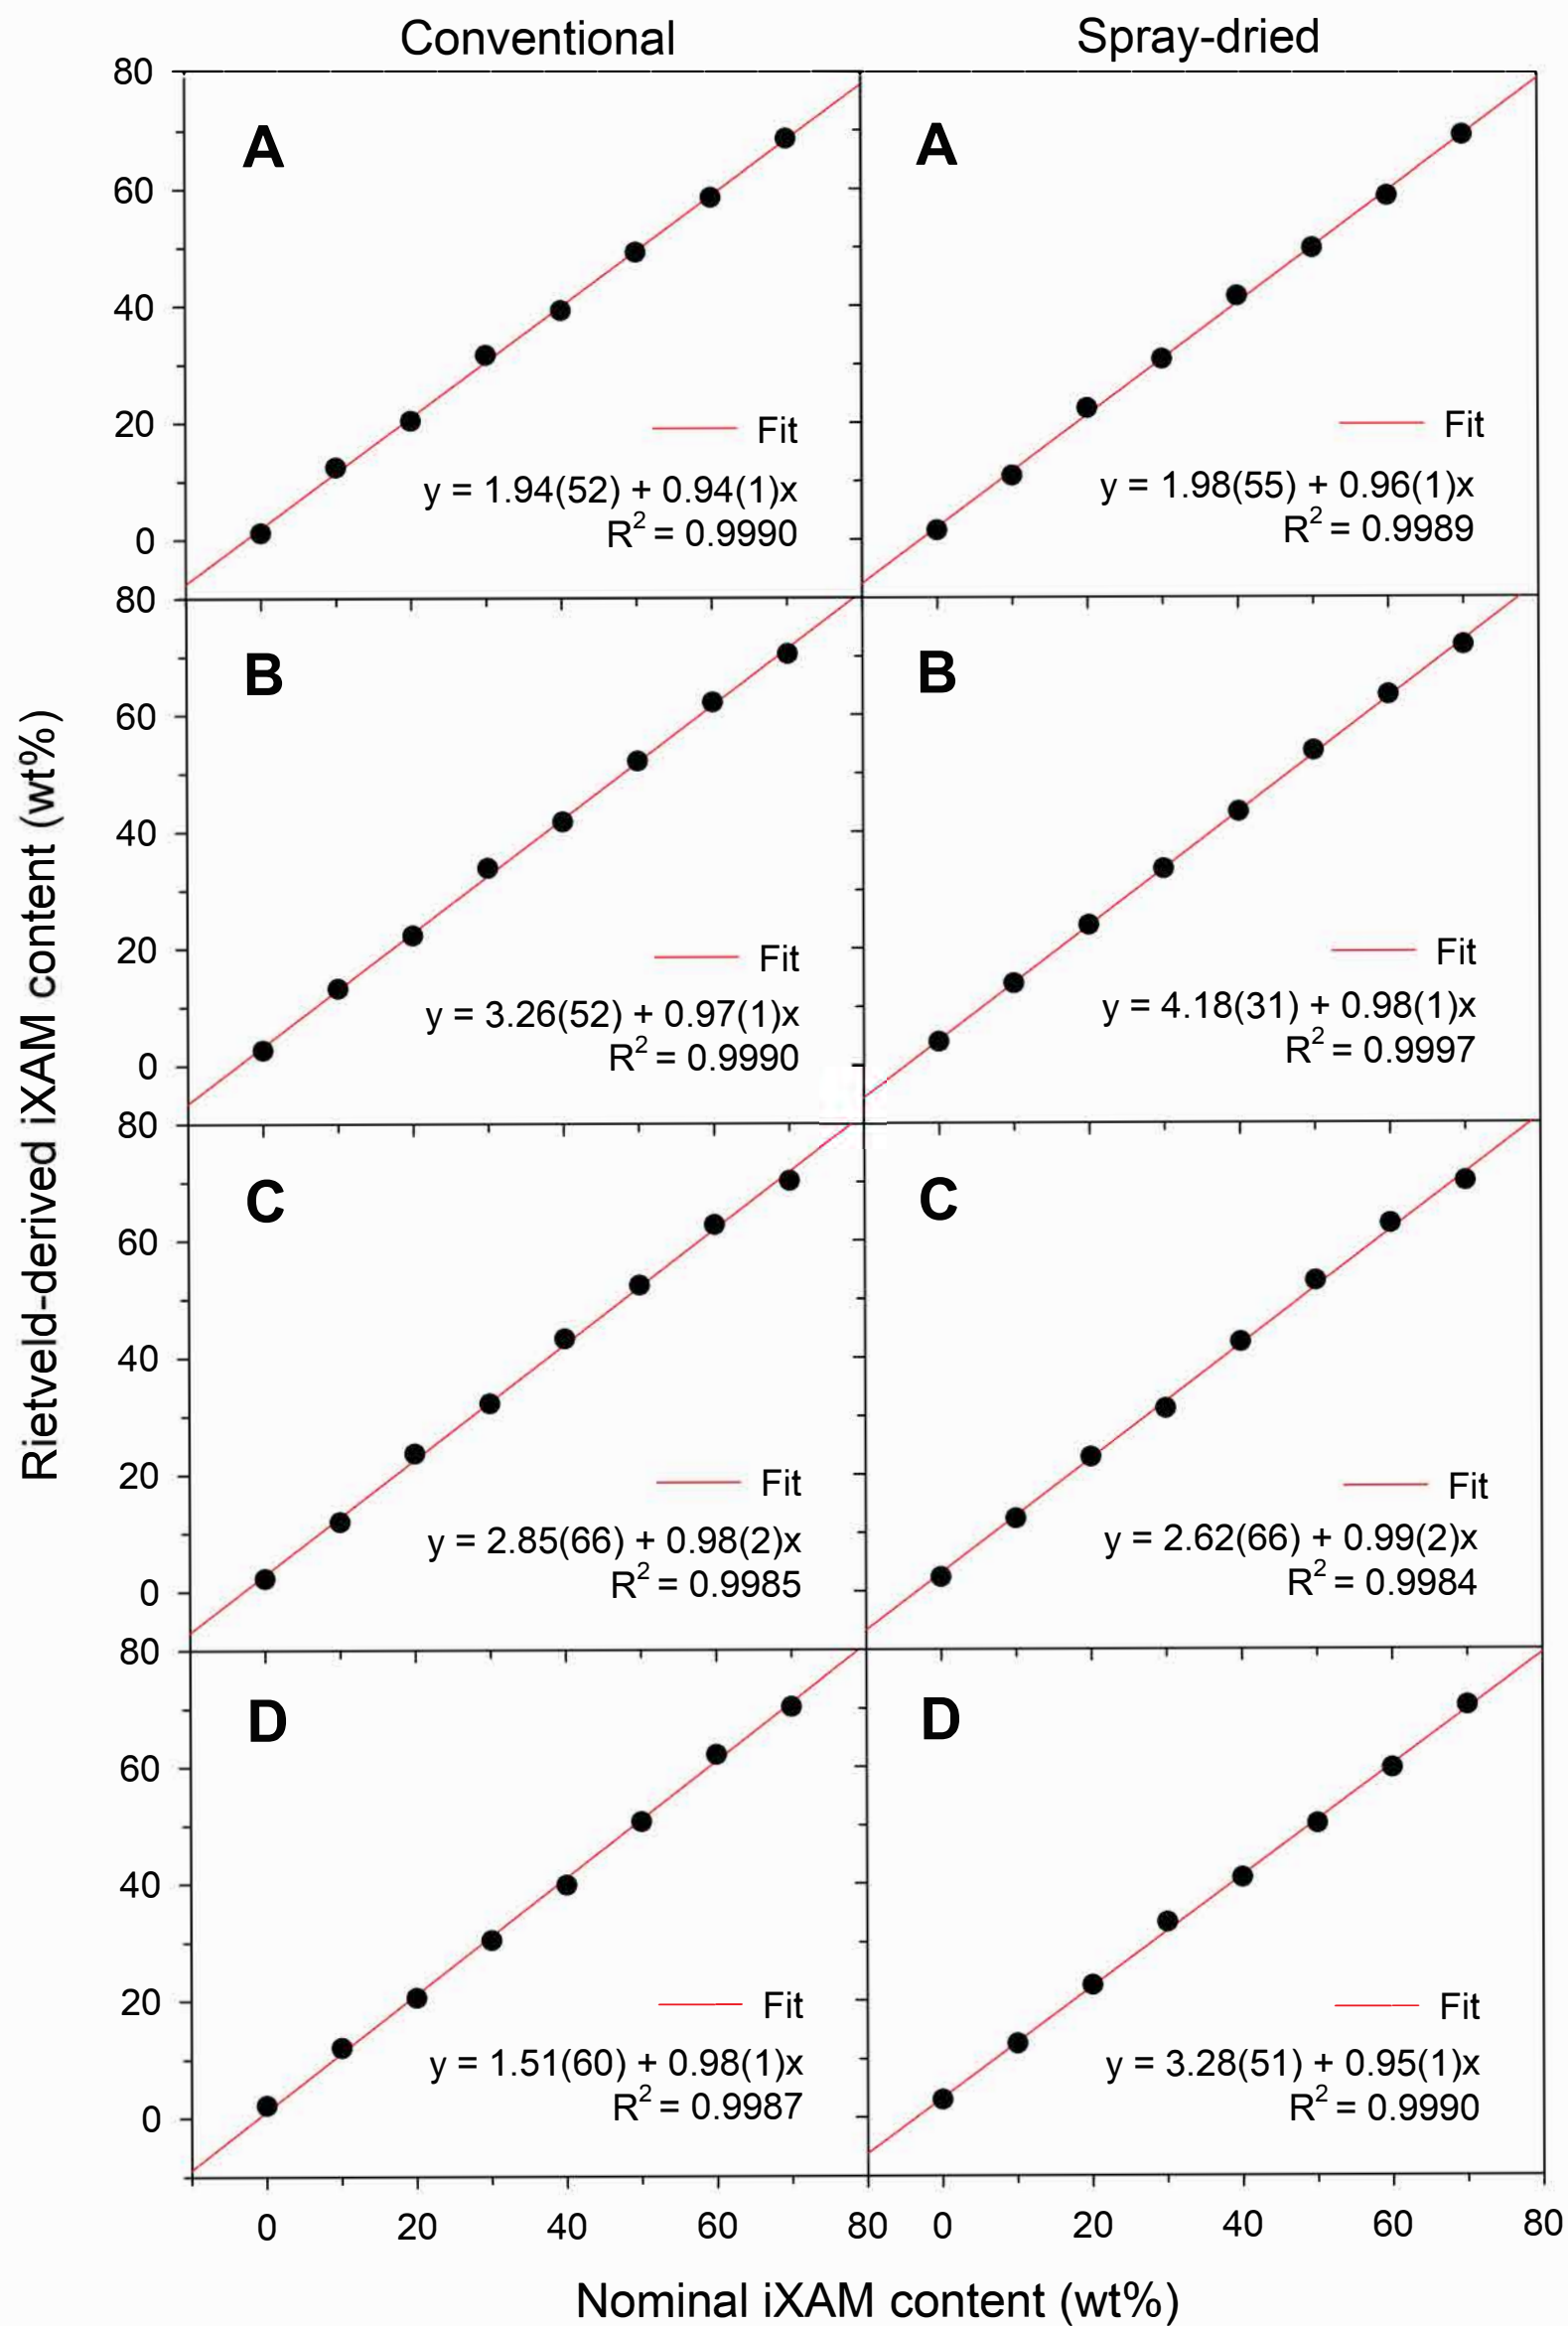 Conventional
Spray-dried
Rietveld-derived iXAM content (wt%)
80
60
40
20
0
A
Fit
y = 1.94(52) + 0.94(1)x
R² = 0.9990
A
Fit
y = 1.98(55) + 0.96(1)x
R² = 0.9989
80
60
40
20
0
B
Fit
y = 3.26(52) + 0.97(1)x
R² = 0.9990
B
Fit
y = 4.18(31) + 0.98(1)x
R² = 0.9997
80
60
40
20
0
C
Fit
y = 2.85(66) + 0.98(2)x
R² = 0.9985
C
Fit
y = 2.62(66) + 0.99(2)x
R² = 0.9984
80
60
40
20
0
D
Fit
y = 1.51(60) + 0.98(1)x
R² = 0.9987
D
Fit
y = 3.28(51) + 0.95(1)x
R² = 0.9990
0 20 40 60 80 0 20 40 60 80
Nominal iXAM content (wt%)